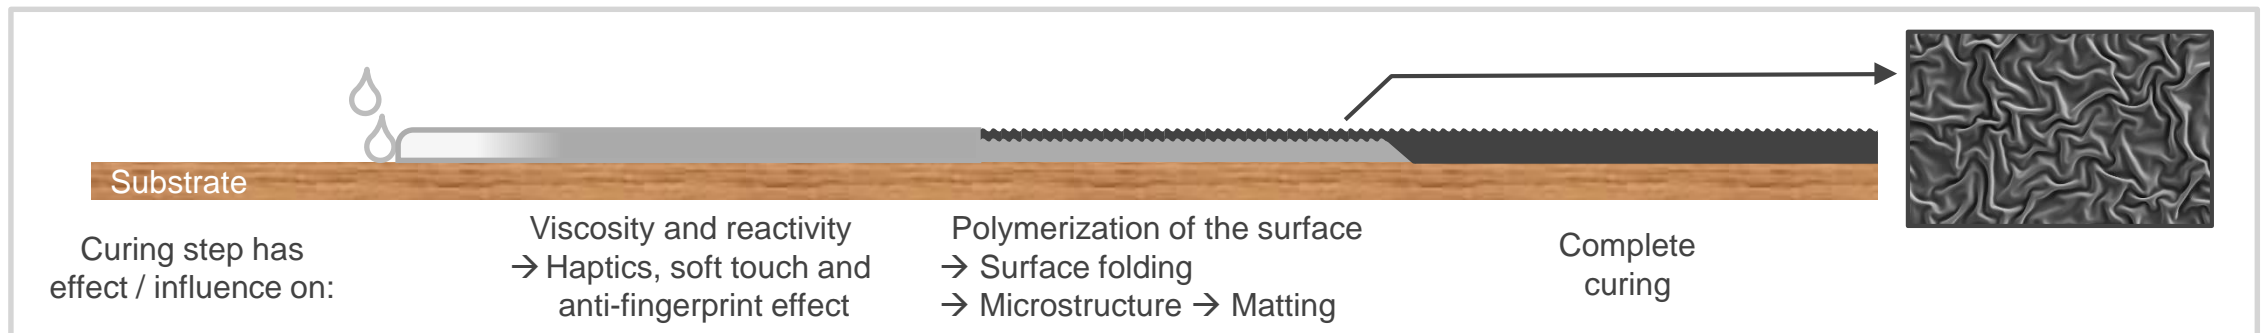 Substrate
Curing step has
effect / influence on:
Viscosity and reactivity
→ Haptics, soft touch and
anti-fingerprint effect
Polymerization of the surface
→ Surface folding
→ Microstructure → Matting
Complete
curing